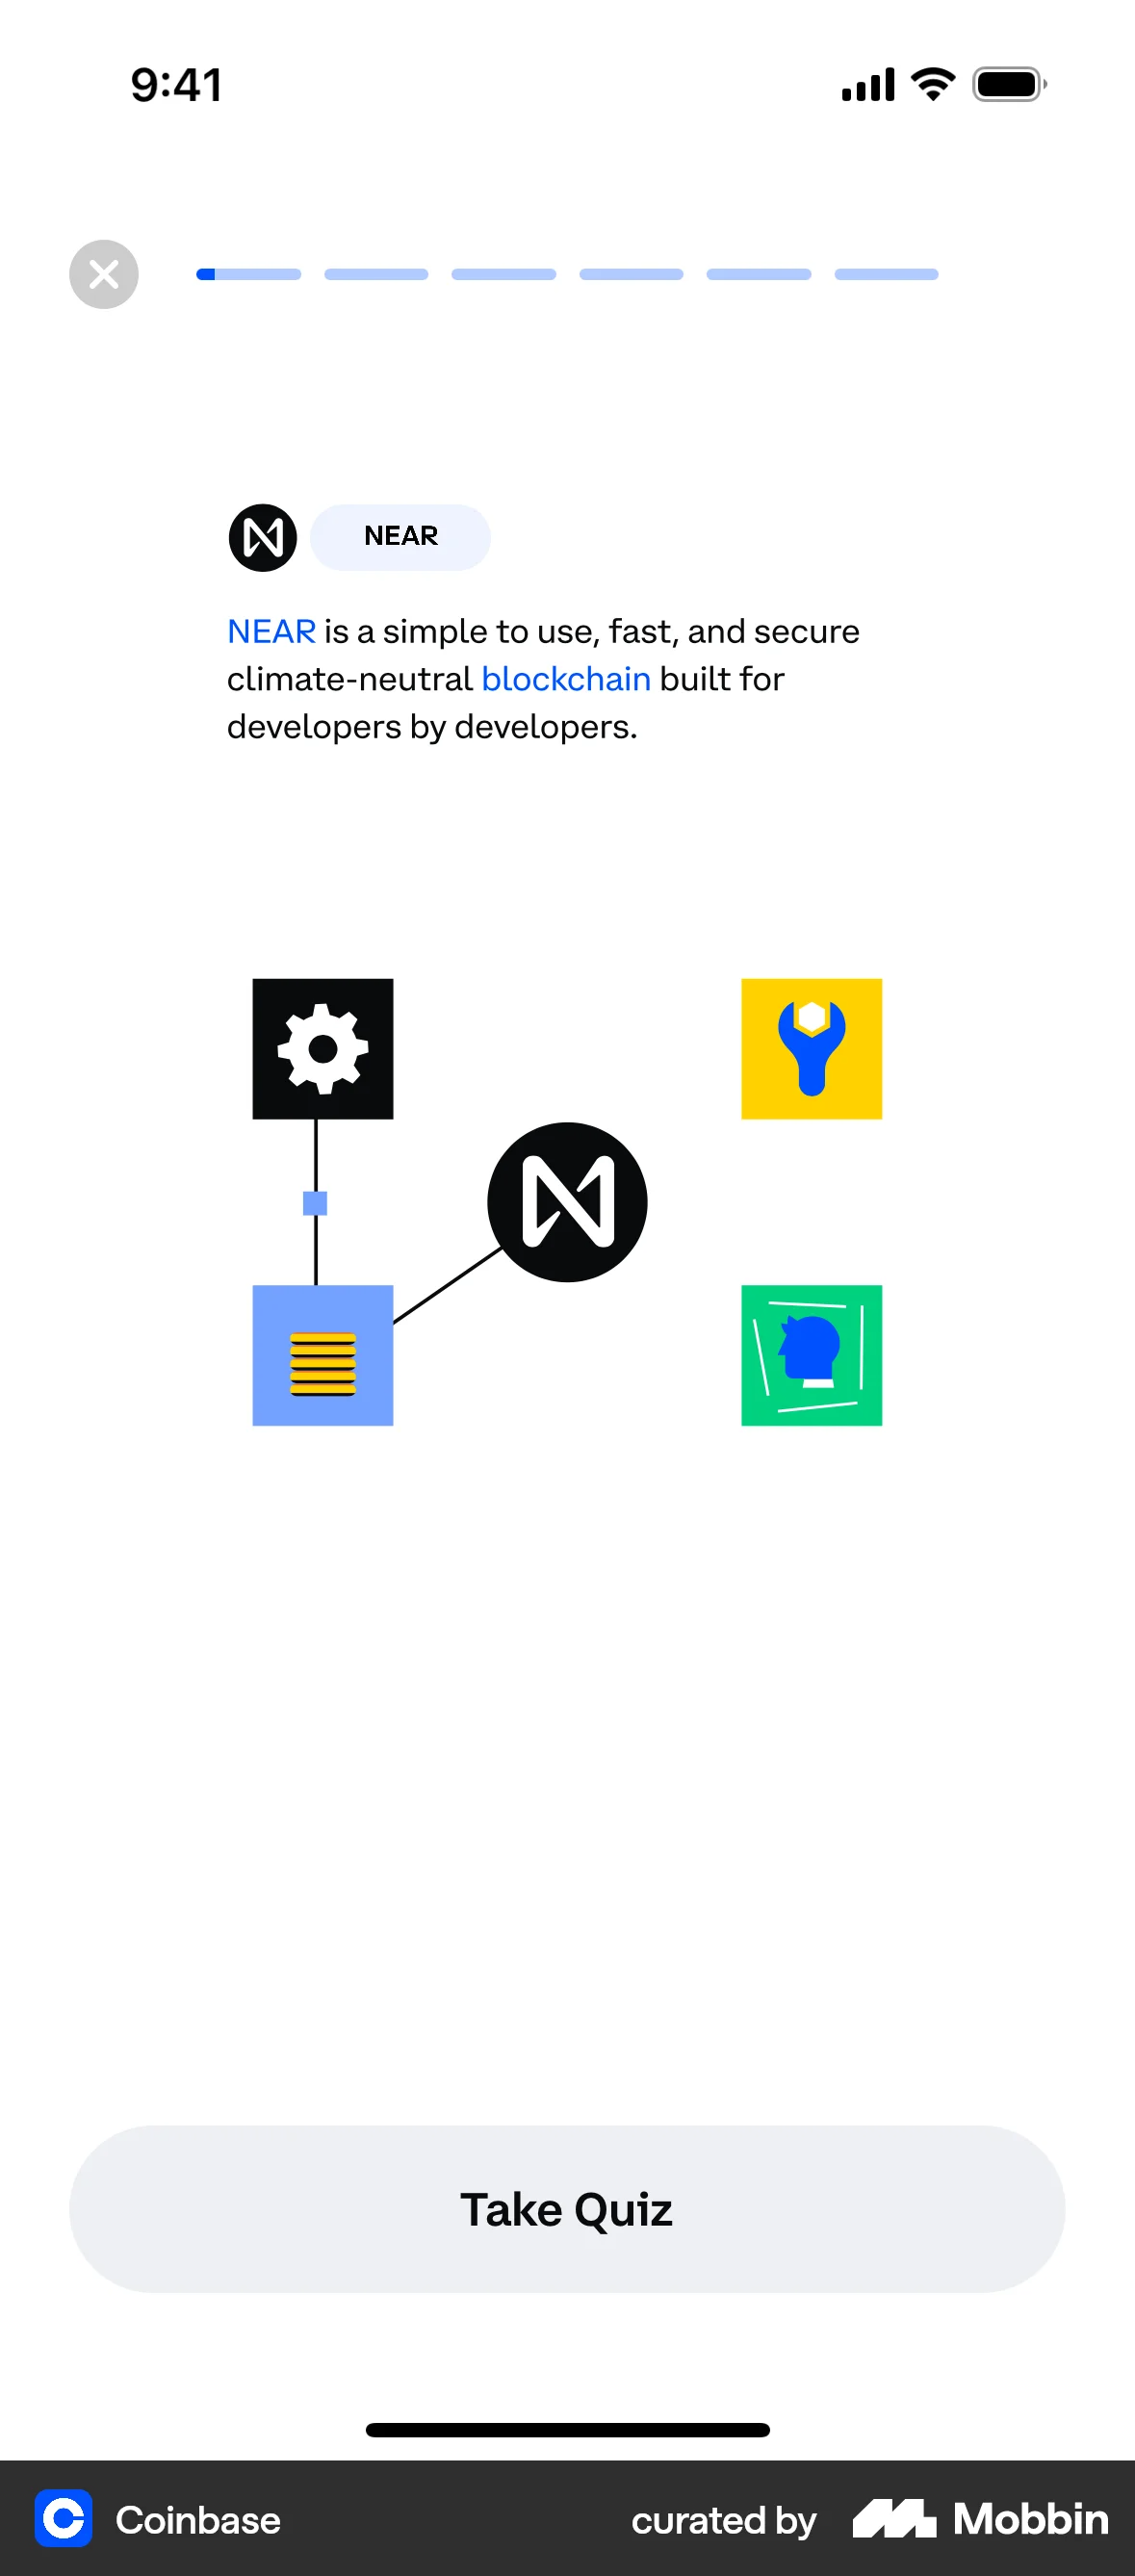 9:41
NEAR
NEAR is a simple to use, fast, and secure
climate-neutral blockchain built for
developers by developers.
Take Quiz
Coinbase
curated by Mobbin